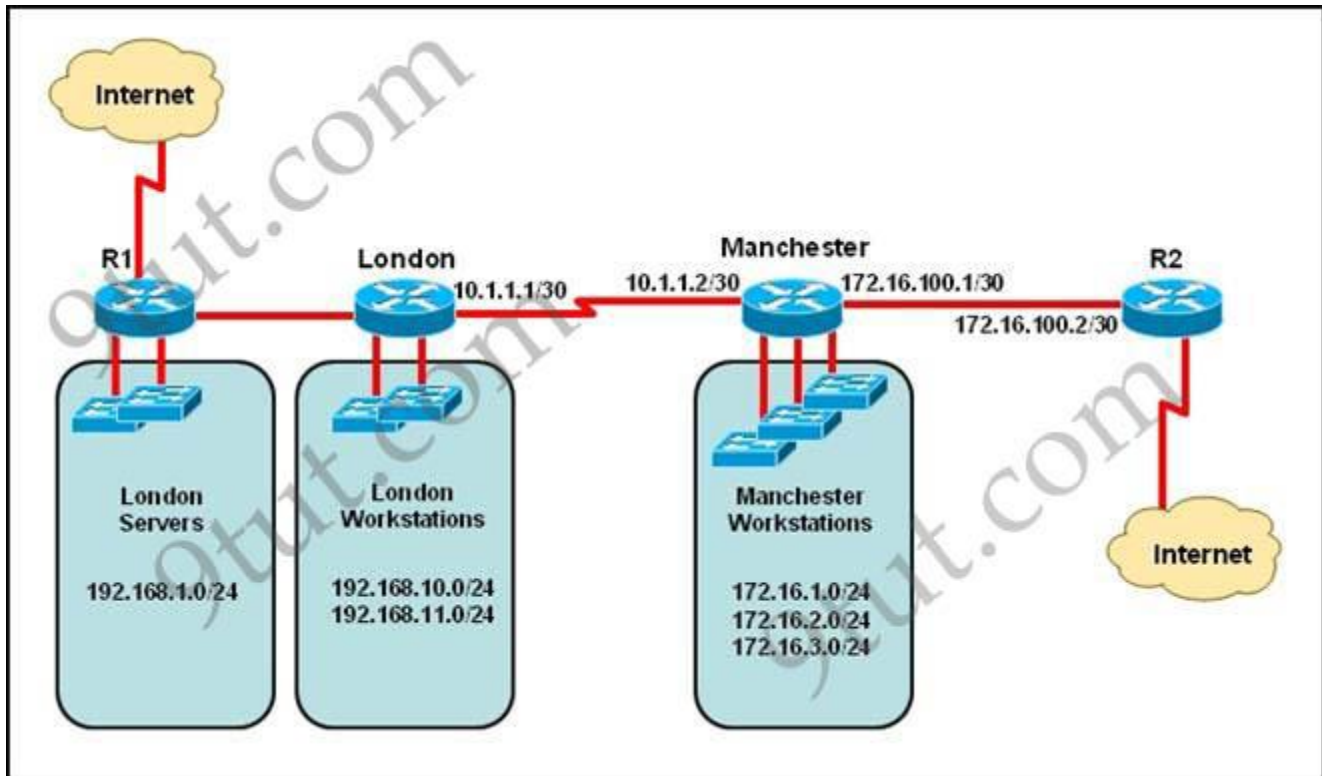 Internet
R1
London
10.1.1.1/30
Manchester
10.1.1.2/30
172.16.100.1/30
R2
172.16.100.2/30
London
Servers
192.168.1.0/24
London
Workstations
192.168.10.0/24
192.168.11.0/24
Manchester
Workstations
172.16.1.0/24
172.16.2.0/24
172.16.3.0/24
Internet
9tut.com
9tut.com
9tut.com